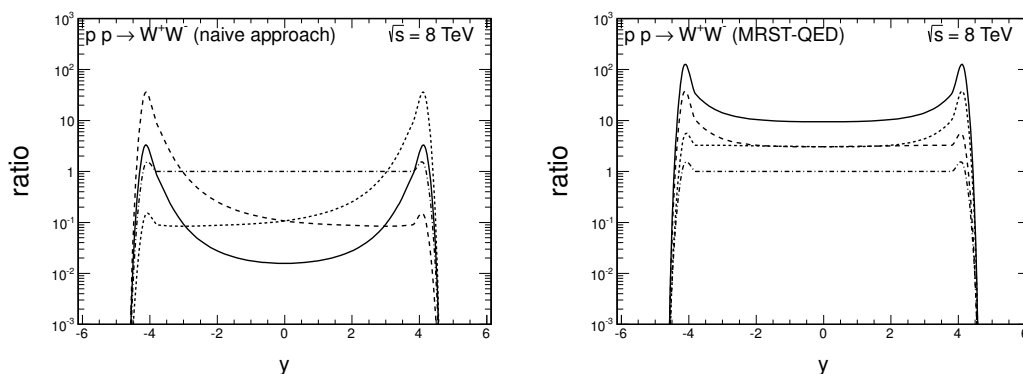 p p → W⁺W⁻ (naive approach) √s = 8 TeV
ratio
10³
10²
10
1
10⁻¹
10⁻²
10⁻³
-6 -4 -2 0 2 4 6
y
p p → W⁺W⁻ (MRST-QED) √s = 8 TeV
ratio
10³
10²
10
1
10⁻¹
10⁻²
10⁻³
-6 -4 -2 0 2 4 6
y